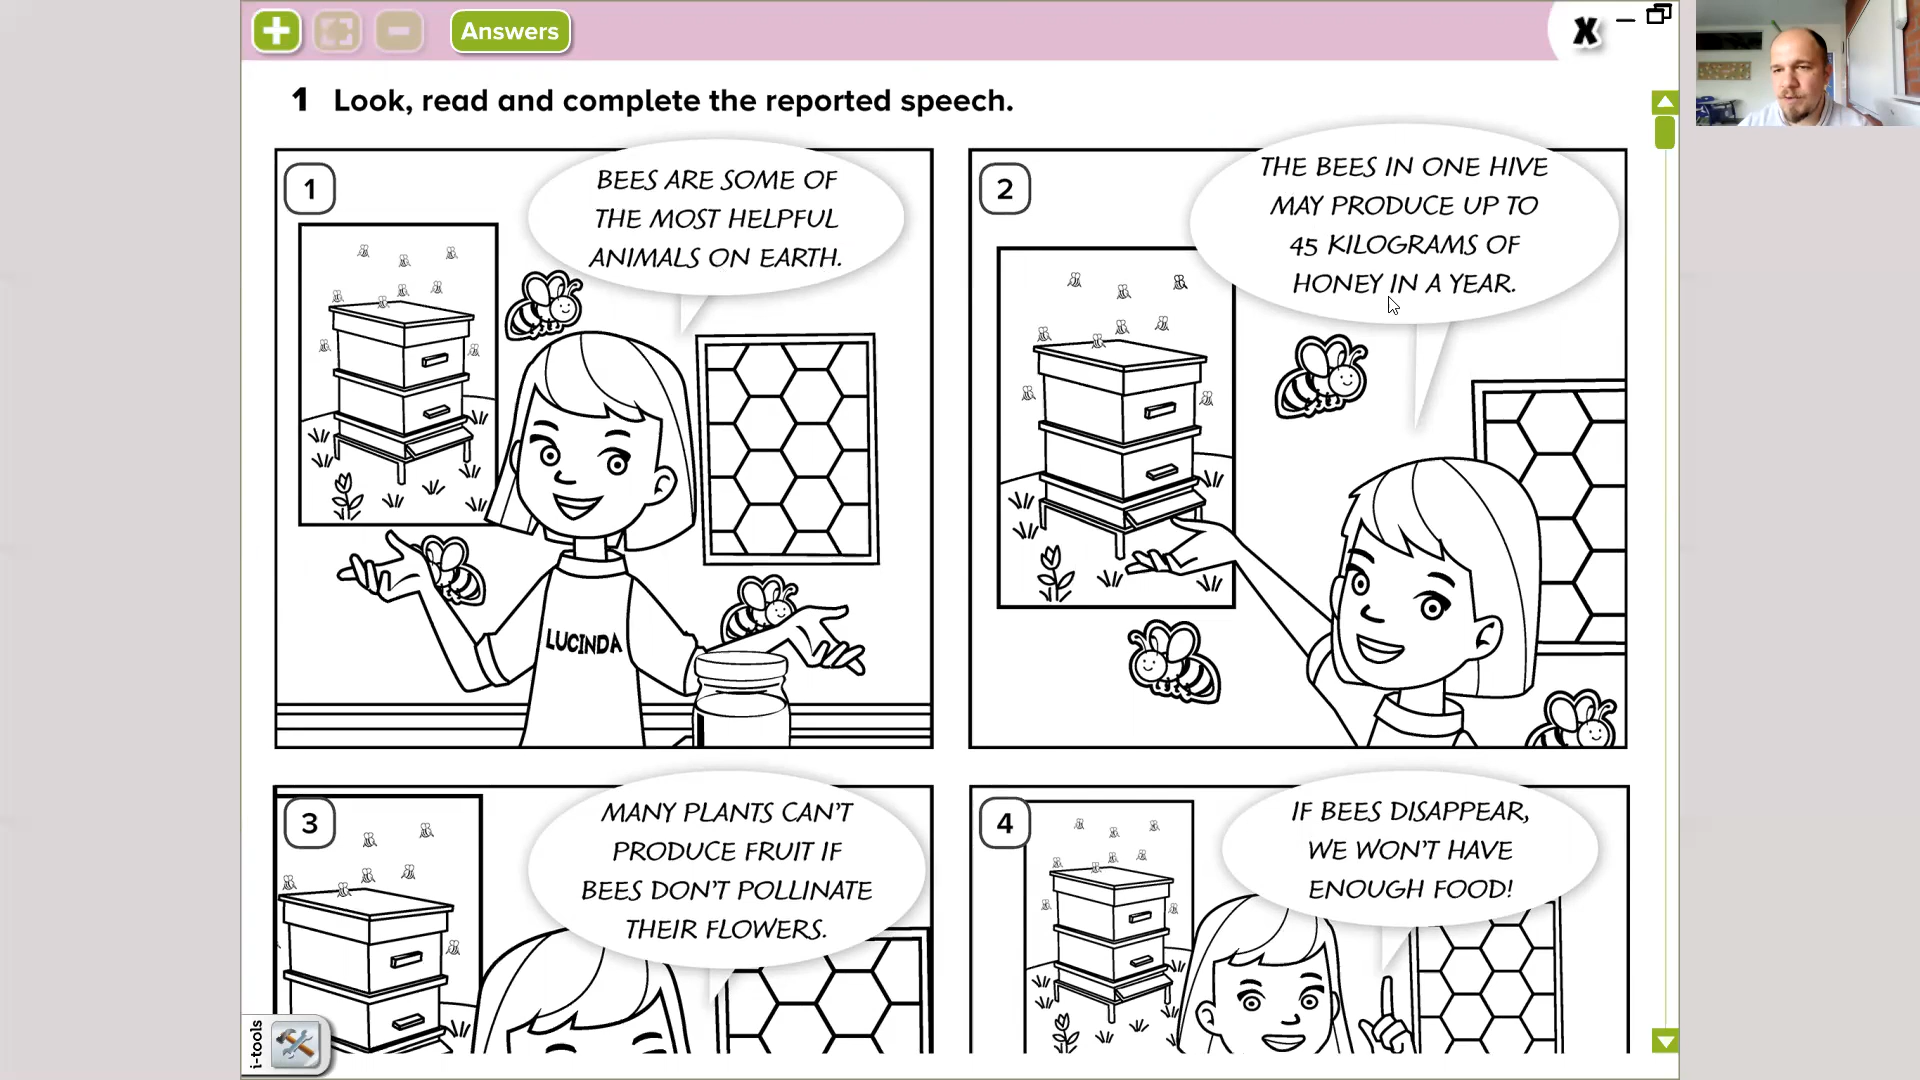 Answers
X
1 Look, read and complete the reported speech.
1
BEES ARE SOME OF
THE MOST HELPFUL
ANIMALS ON EARTH.
LUCINDA
2
THE BEES IN ONE HIVE
MAY PRODUCE UP TO
45 KILOGRAMS OF
HONEY IN A YEAR.
3
MANY PLANTS CAN'T
PRODUCE FRUIT IF
BEES DON'T POLLINATE
THEIR FLOWERS.
4
IF BEES DISAPPEAR,
WE WON'T HAVE
ENOUGH FOOD!
i-tools